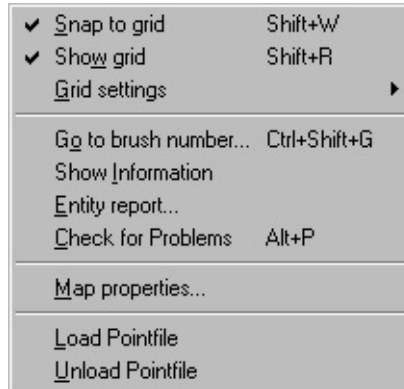 Snap to grid Shift+W
Show grid Shift+R
Grid settings
Go to brush number... Ctrl+Shift+G
Show Information
Entity report...
Check for Problems Alt+P
Map properties...
Load Pointfile
Unload Pointfile